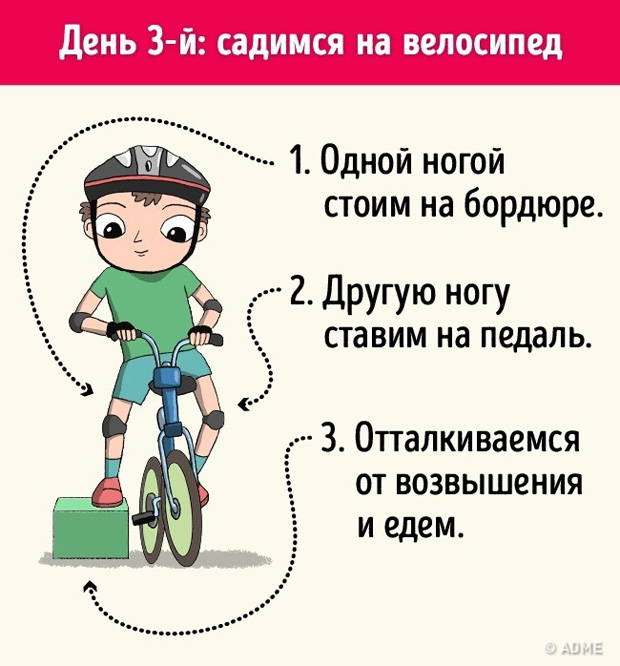 День 3-й: садимся на велосипед
1. Одной ногой
стоим на бордюре.
2. Другую ногу
ставим на педаль.
3. Отталкиваемся
от возвышения
и едем.
© ADME